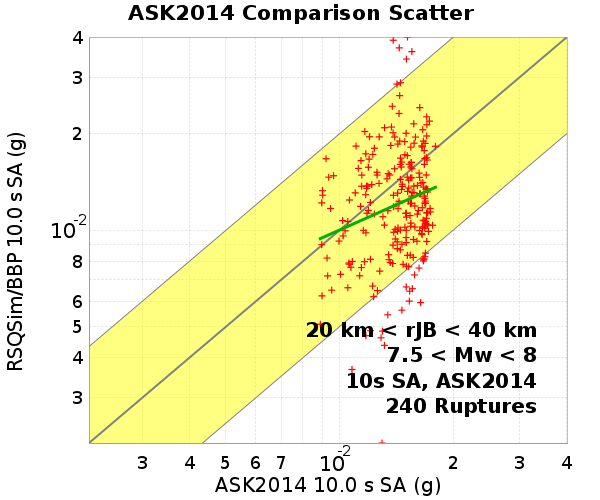 ASK2014 Comparison Scatter
RSQSim/BBP 10.0 s SA (g)
4
3
2
10-2
8
6
5
4
3
20 km < rJB < 40 km
7.5 < Mw < 8
10s SA, ASK2014
240 Ruptures
3 4 5 6 7 10-2 2 3 4
ASK2014 10.0 s SA (g)